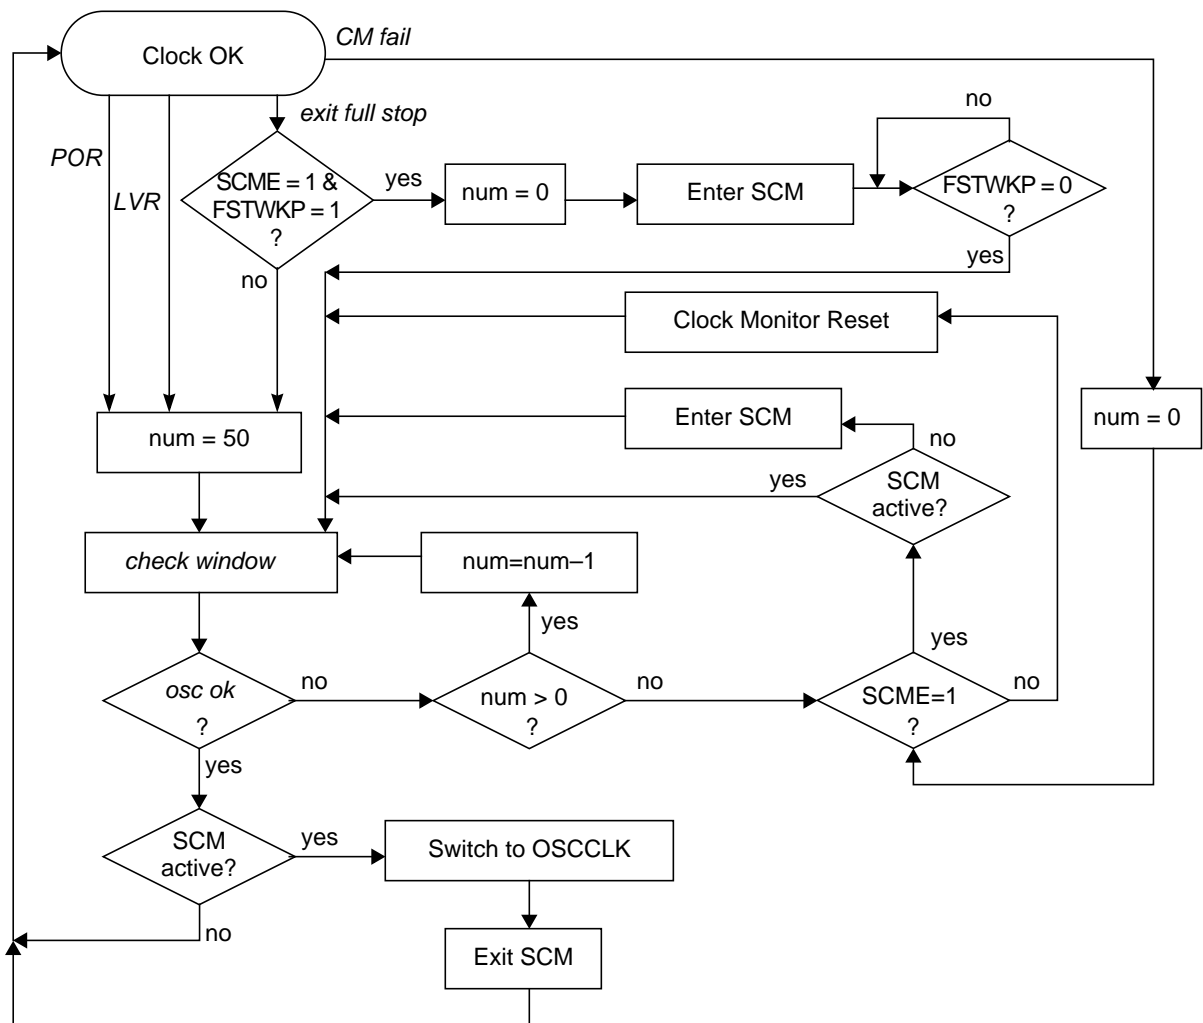 Clock OK
CM fail
exit full stop
no
POR
LVR
SCME = 1 &
FSTWKP = 1
?
yes
num = 0
Enter SCM
FSTWKP = 0
?
no
yes
Clock Monitor Reset
num = 50
Enter SCM
num = 0
no
yes
SCM
active?
check window
num=num–1
yes
yes
osc ok
?
no
num > 0
?
no
SCME=1
?
no
yes
SCM
active?
yes
Switch to OSCCLK
no
Exit SCM